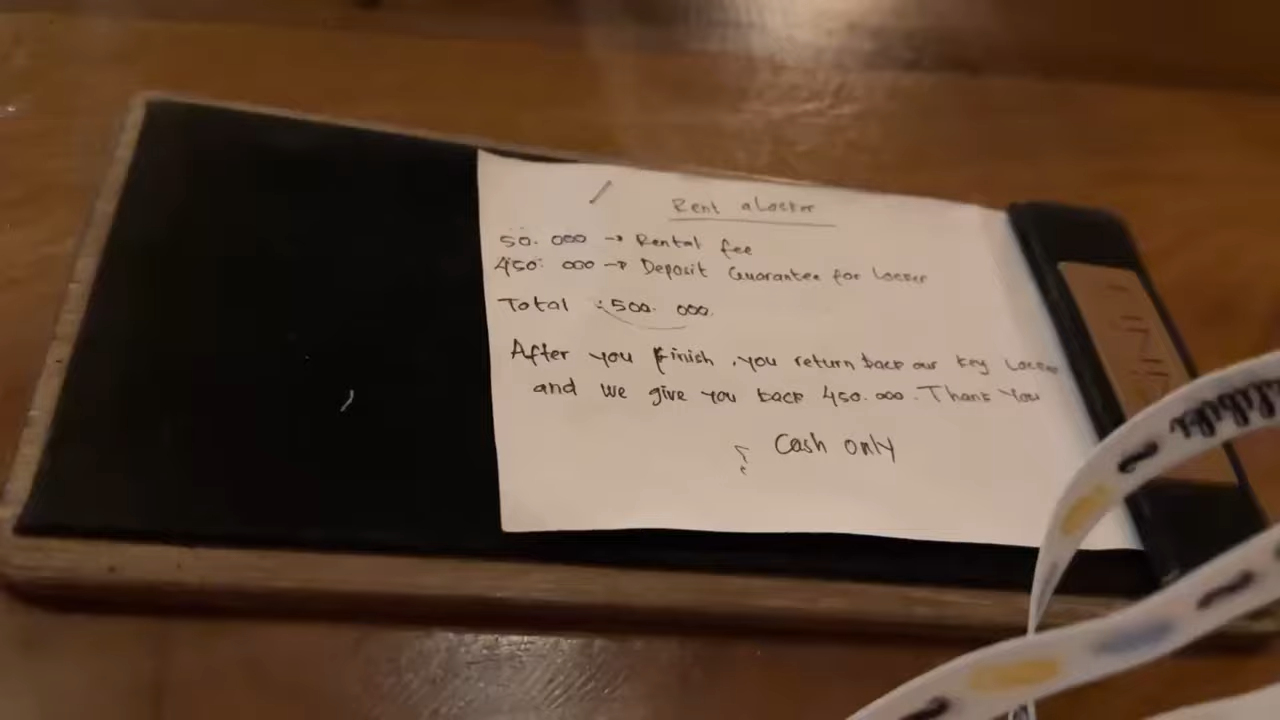 Rent a Locker
50.000 → Rental fee
450.000 → Deposit Guarantee for Locker
Total : 500.000
After you finish, you return back our key Locker
and we give you back 450.000. Thank You
Cash only